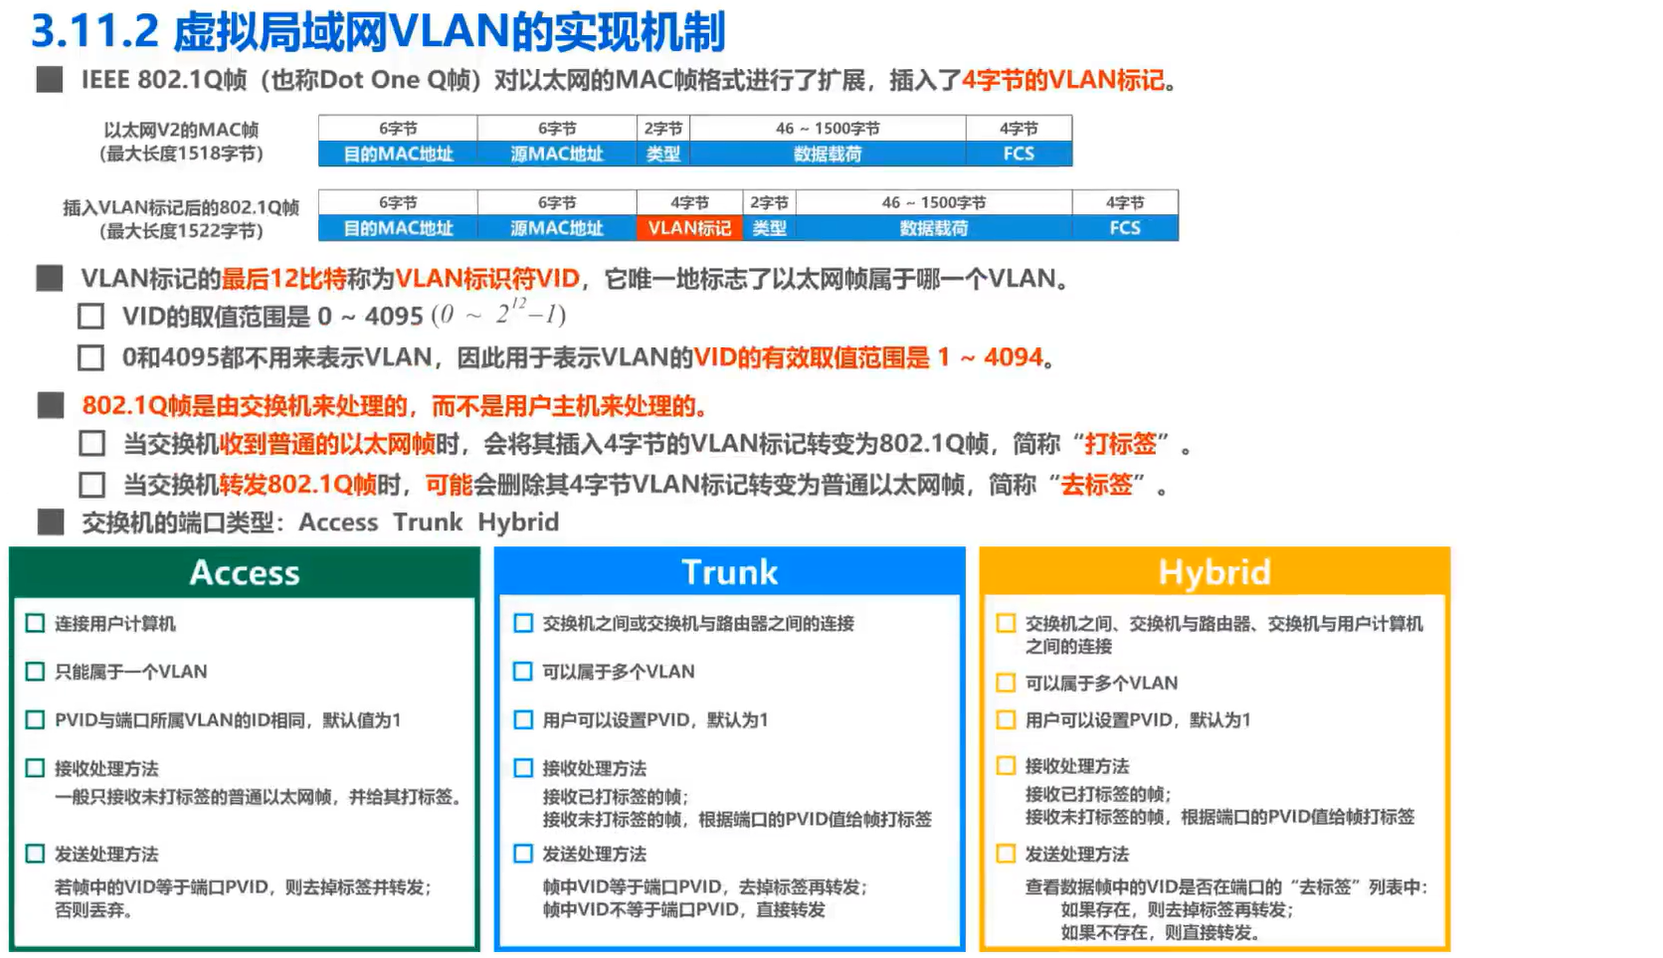 3.11.2 虚拟局域网VLAN的实现机制
IEEE 802.1Q帧（也称Dot One Q帧）对以太网的MAC帧格式进行了扩展，插入了4字节的VLAN标记。
以太网V2的MAC帧
(最大长度1518字节)
6字节 6字节 2字节 46 ~ 1500字节 4字节
目的MAC地址 源MAC地址 类型 数据载荷 FCS
插入VLAN标记后的802.1Q帧
(最大长度1522字节)
6字节 6字节 4字节 2字节 46 ~ 1500字节 4字节
目的MAC地址 源MAC地址 VLAN标记 类型 数据载荷 FCS
VLAN标记的最后12比特称为VLAN标识符VID，它唯一地标志了以太网帧属于哪一个VLAN。
VID的取值范围是 0 ~ 4095 (0 ~ 2^12-1)
0和4095都不用来表示VLAN，因此用于表示VLAN的VID的有效取值范围是 1 ~ 4094。
802.1Q帧是由交换机来处理的，而不是用户主机来处理的。
当交换机收到普通的以太网帧时，会将其插入4字节的VLAN标记转变为802.1Q帧，简称“打标签”。
当交换机转发802.1Q帧时，可能会删除其4字节VLAN标记转变为普通以太网帧，简称“去标签”。
交换机的端口类型：Access Trunk Hybrid
Access
连接用户计算机
只能属于一个VLAN
PVID与端口所属VLAN的ID相同，默认值为1
接收处理方法
一般只接收未打标签的普通以太网帧，并给其打标签。
发送处理方法
若帧中的VID等于端口PVID，则去掉标签并转发；
否则丢弃。
Trunk
交换机之间或交换机与路由器之间的连接
可以属于多个VLAN
用户可以设置PVID，默认为1
接收处理方法
接收已打标签的帧；
接收未打标签的帧，根据端口的PVID值给帧打标签
发送处理方法
帧中VID等于端口PVID，去掉标签再转发；
帧中VID不等于端口PVID，直接转发
Hybrid
交换机之间、交换机与路由器、交换机与用户计算机
之间的连接
可以属于多个VLAN
用户可以设置PVID，默认为1
接收处理方法
接收已打标签的帧；
接收未打标签的帧，根据端口的PVID值给帧打标签
发送处理方法
查看数据帧中的VID是否在端口的“去标签”列表中：
如果存在，则去掉标签再转发；
如果不存在，则直接转发。